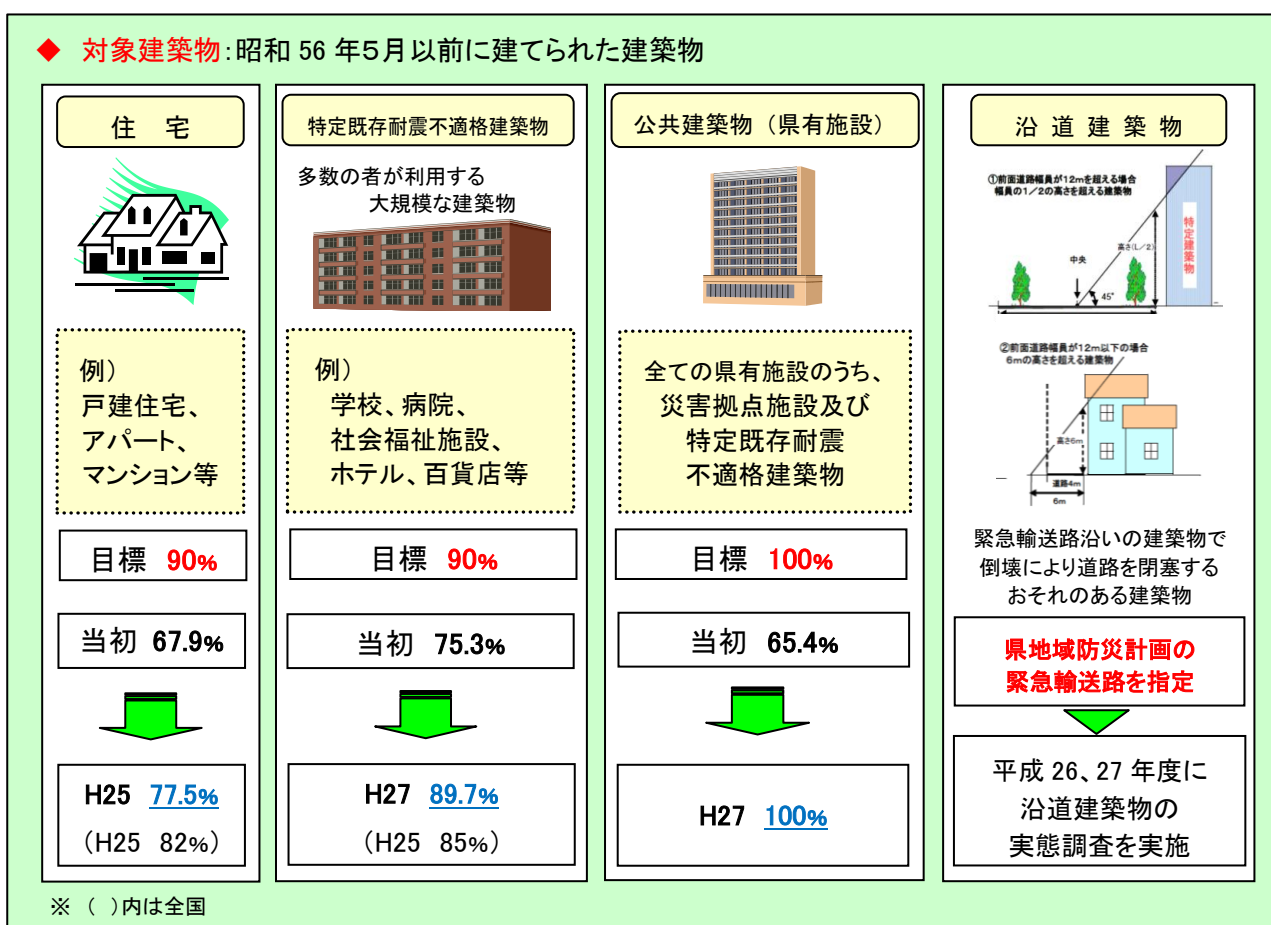 ◆ 対象建築物：昭和 56 年５月以前に建てられた建築物
住 宅
例）
戸建住宅、
アパート、
マンション等
目標 90%
当初 67.9%
H25 77.5%
（H25 82%）
特定既存耐震不適格建築物
多数の者が利用する
大規模な建築物
例）
学校、病院、
社会福祉施設、
ホテル、百貨店等
目標 90%
当初 75.3%
H27 89.7%
（H25 85%）
公共建築物（県有施設）
全ての県有施設のうち、
災害拠点施設及び
特定既存耐震
不適格建築物
目標 100%
当初 65.4%
H27 100%
沿 道 建 築 物
①前面道路幅員が12mを超える場合
幅員の1／2の高さを超える建築物
特定建築物
高さ(L／2)
中央
45°
②前面道路幅員が12m以下の場合
6mの高さを超える建築物
高さ6m
道路4m
6m
緊急輸送路沿いの建築物で
倒壊により道路を閉塞する
おそれのある建築物
県地域防災計画の
緊急輸送路を指定
平成 26、27 年度に
沿道建築物の
実態調査を実施
※ （ ）内は全国